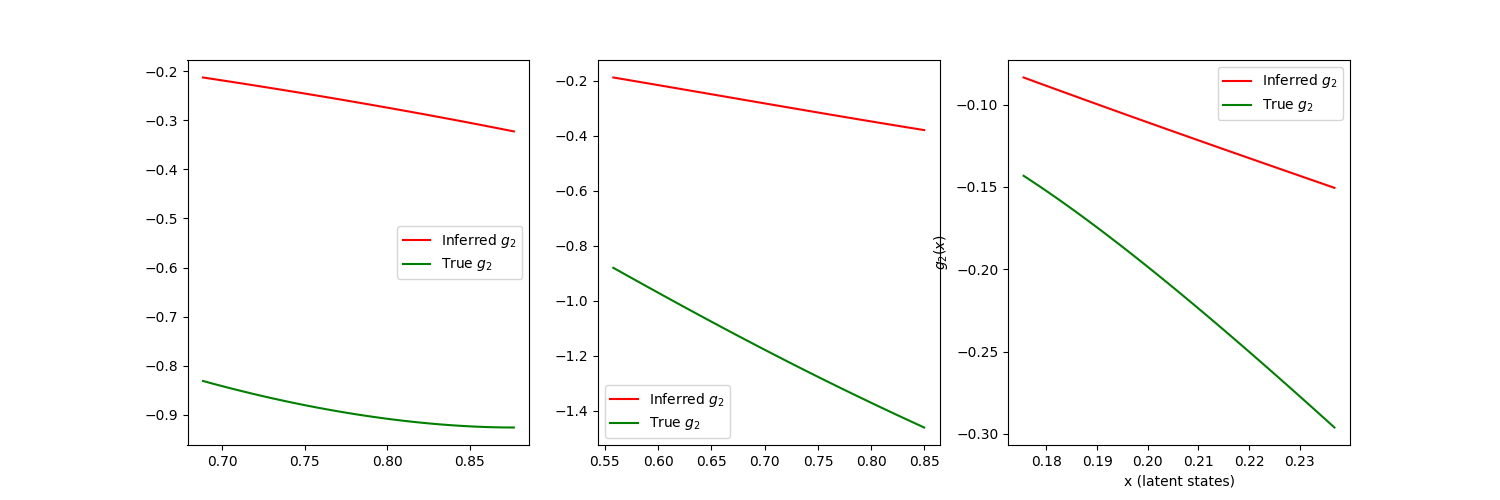 −0.2
−0.3
−0.4
−0.5
−0.6
−0.7
−0.8
−0.9
0.70 0.75 0.80 0.85
Inferred g₂
True g₂
−0.2
−0.4
−0.6
−0.8
−1.0
−1.2
−1.4
0.55 0.60 0.65 0.70 0.75 0.80 0.85
Inferred g₂
True g₂
g₂(x)
−0.10
−0.15
−0.20
−0.25
−0.30
0.18 0.19 0.20 0.21 0.22 0.23
x (latent states)
Inferred g₂
True g₂